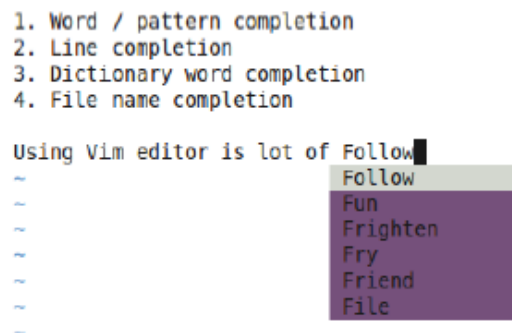 1. Word / pattern completion
2. Line completion
3. Dictionary word completion
4. File name completion
Using Vim editor is lot of Follow
~ Follow
~ Fun
~ Frighten
~ Fry
~ Friend
~ File
~